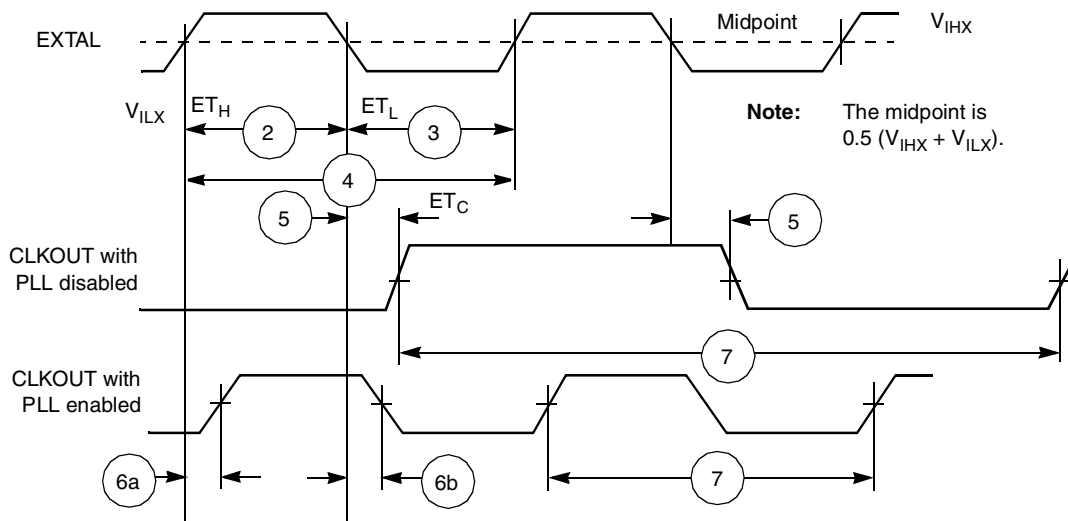 Midpoint
V_IHX
EXTAL
V_ILX
ET_H
ET_L
Note: The midpoint is
0.5 (V_IHX + V_ILX).
2
3
4
5
ET_C
5
CLKOUT with
PLL disabled
7
CLKOUT with
PLL enabled
6a
6b
7